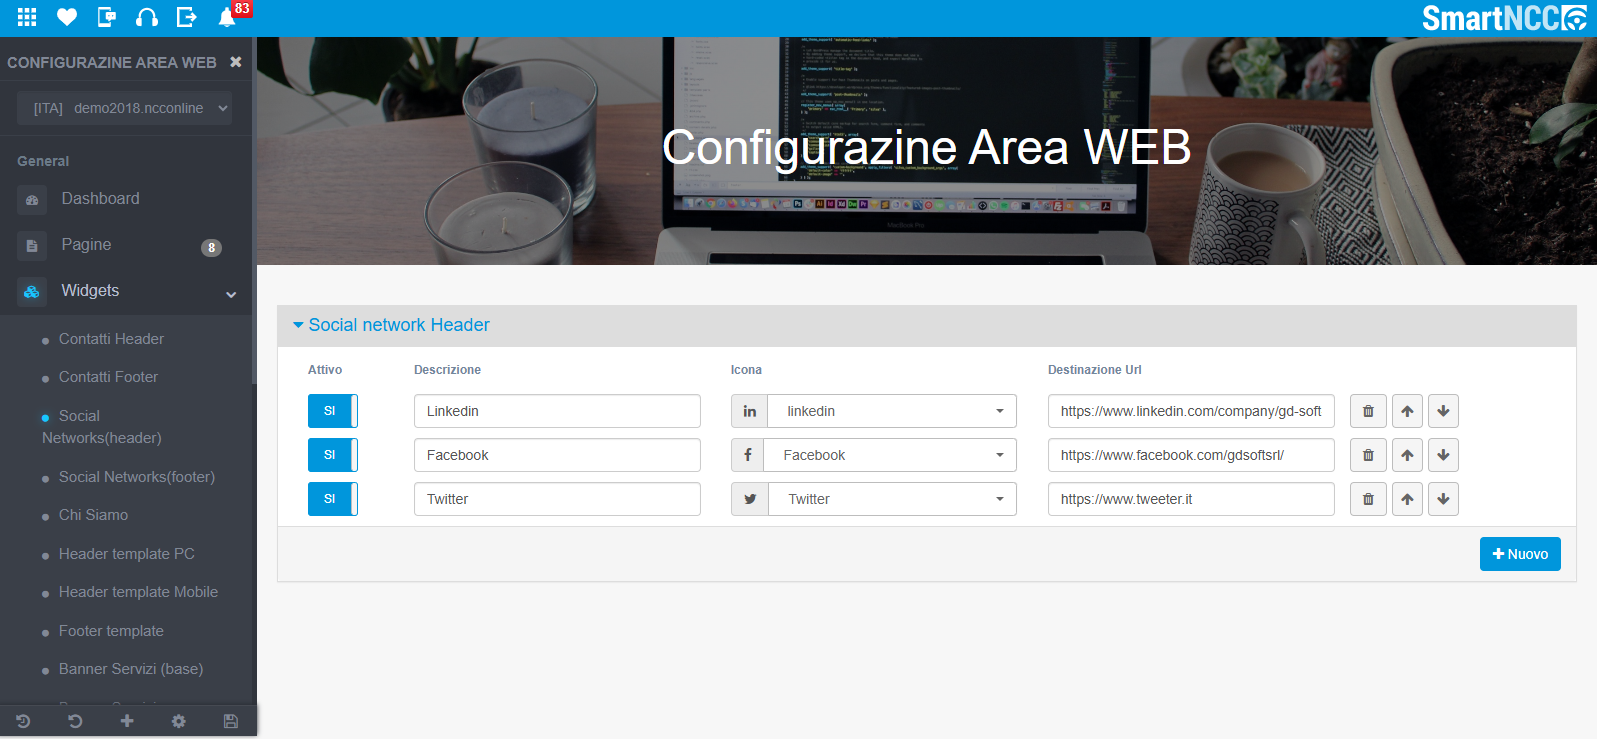 83
SmartNCC
CONFIGURAZINE AREA WEB
[ITA] demo2018.ncconline
General
Dashboard
Pagine
8
Widgets
Contatti Header
Contatti Footer
Social
Networks(header)
Social Networks(footer)
Chi Siamo
Header template PC
Header template Mobile
Footer template
Banner Servizi (base)
Configurazine Area WEB
MacBook Pro
Social network Header
Attivo Descrizione Icona Destinazione Url
SI Linkedin linkedin https://www.linkedin.com/company/gd-soft
SI Facebook Facebook https://www.facebook.com/gdsoftsrl/
SI Twitter Twitter https://www.tweeter.it
Nuovo